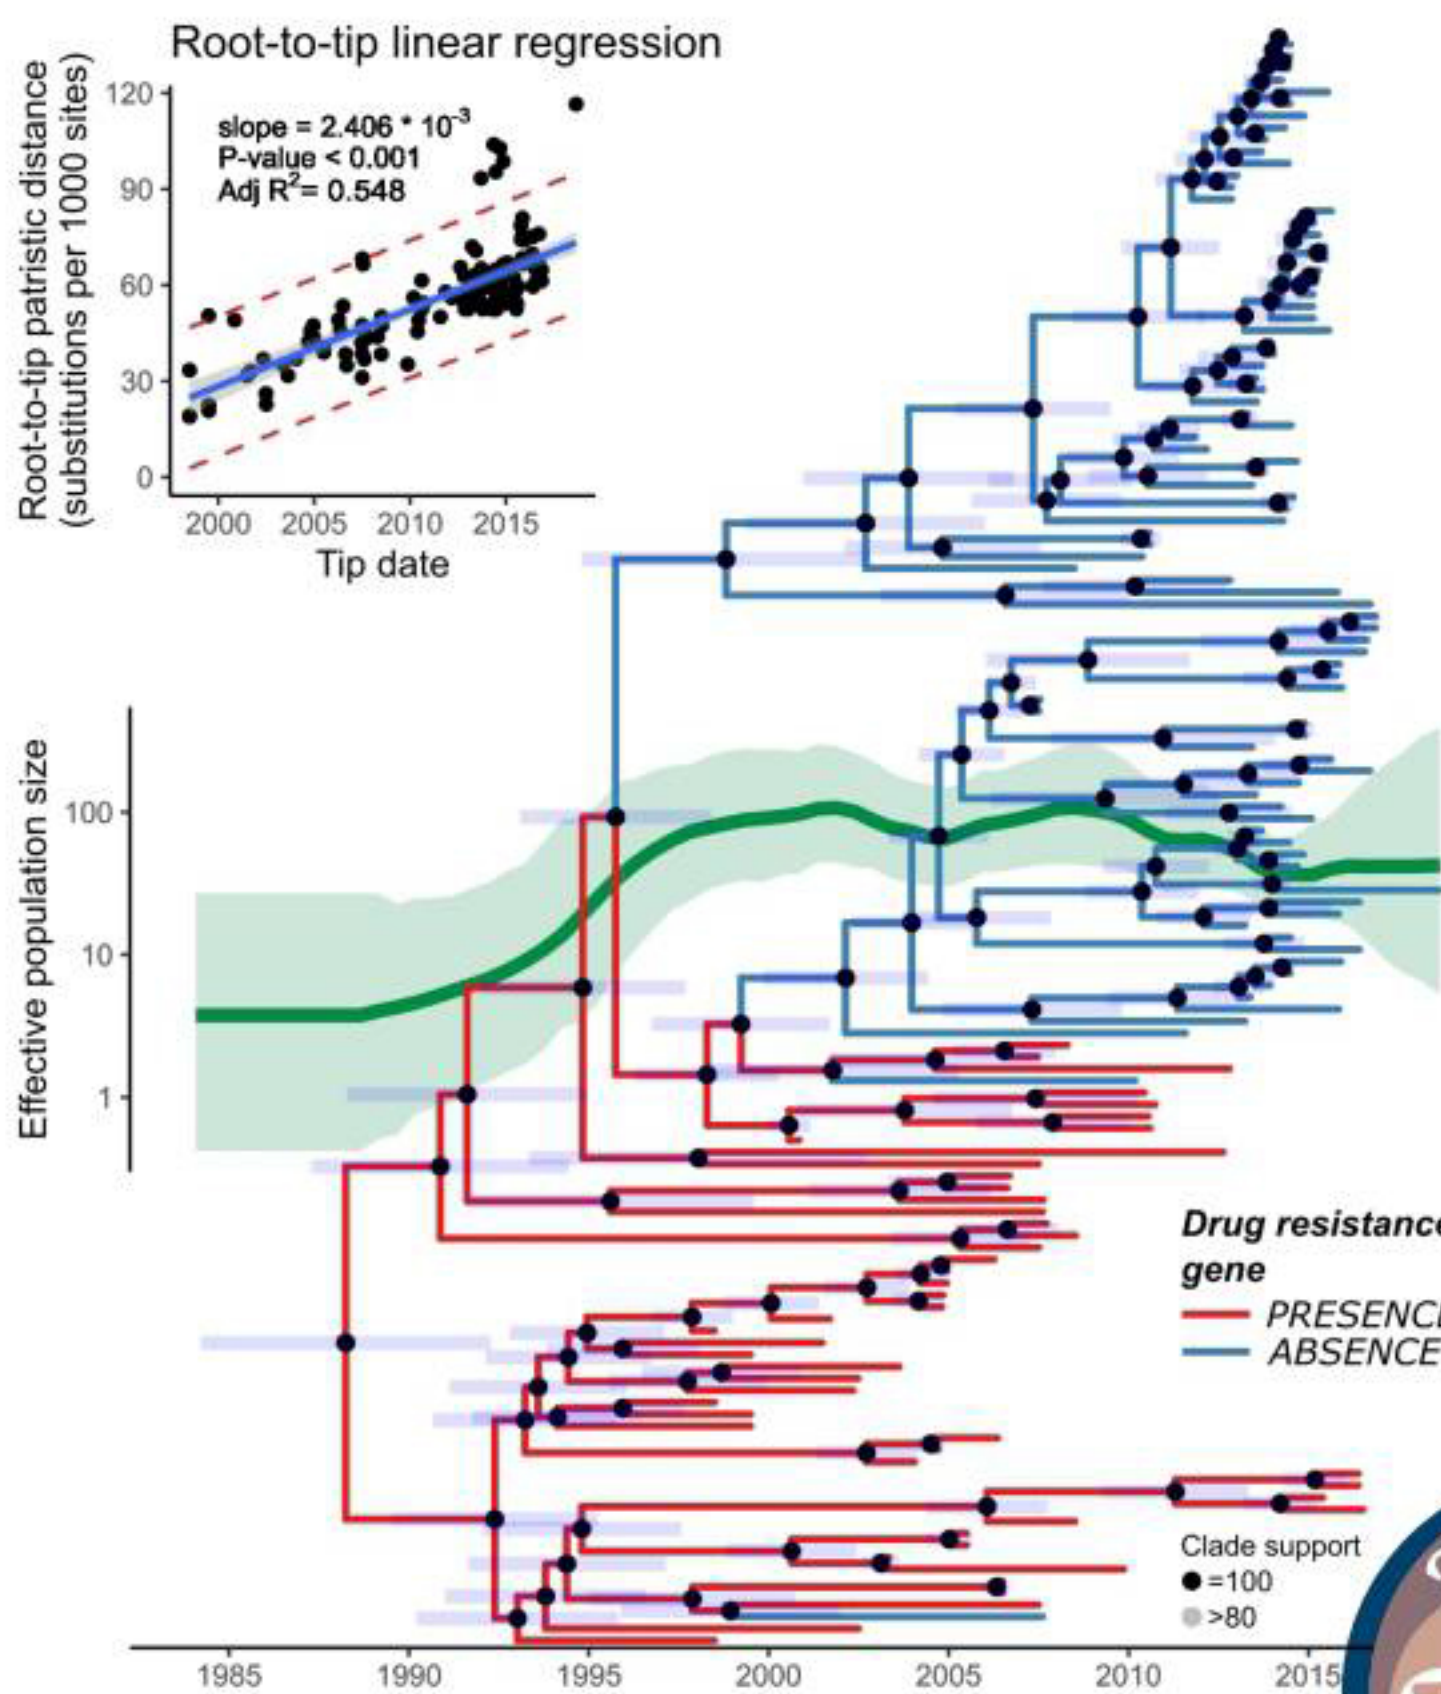 Root-to-tip linear regression
Root-to-tip patristic distance
(substitutions per 1000 sites)
120
90
60
30
0
slope = 2.406 * 10-3
P-value < 0.001
Adj R2= 0.548
2000 2005 2010 2015
Tip date
Effective population size
100
10
1
Drug resistance
gene
PRESENCE
ABSENCE
Clade support
=100
>80
1985 1990 1995 2000 2005 2010 2015